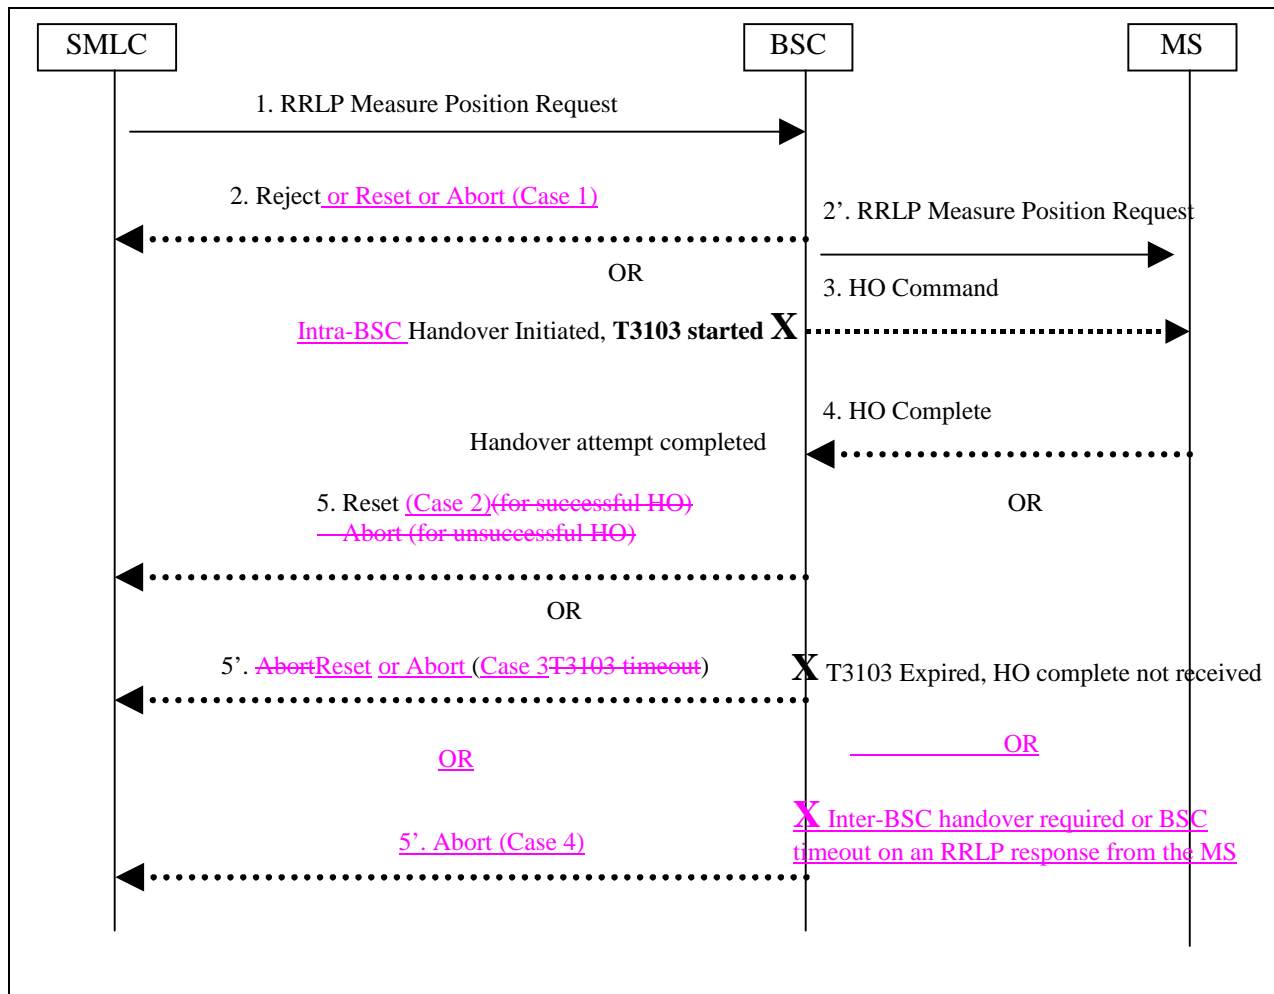 SMLC
BSC
MS
1. RRLP Measure Position Request
2. Reject or Reset or Abort (Case 1)
2’. RRLP Measure Position Request
OR
3. HO Command
Intra-BSC Handover Initiated, T3103 started X
4. HO Complete
Handover attempt completed
5. Reset (Case 2)(for successful HO)
Abort (for unsuccessful HO)
OR
OR
5’. AbortReset or Abort (Case 3T3103 timeout)
X T3103 Expired, HO complete not received
OR
OR
X Inter-BSC handover required or BSC
timeout on an RRLP response from the MS
5’. Abort (Case 4)